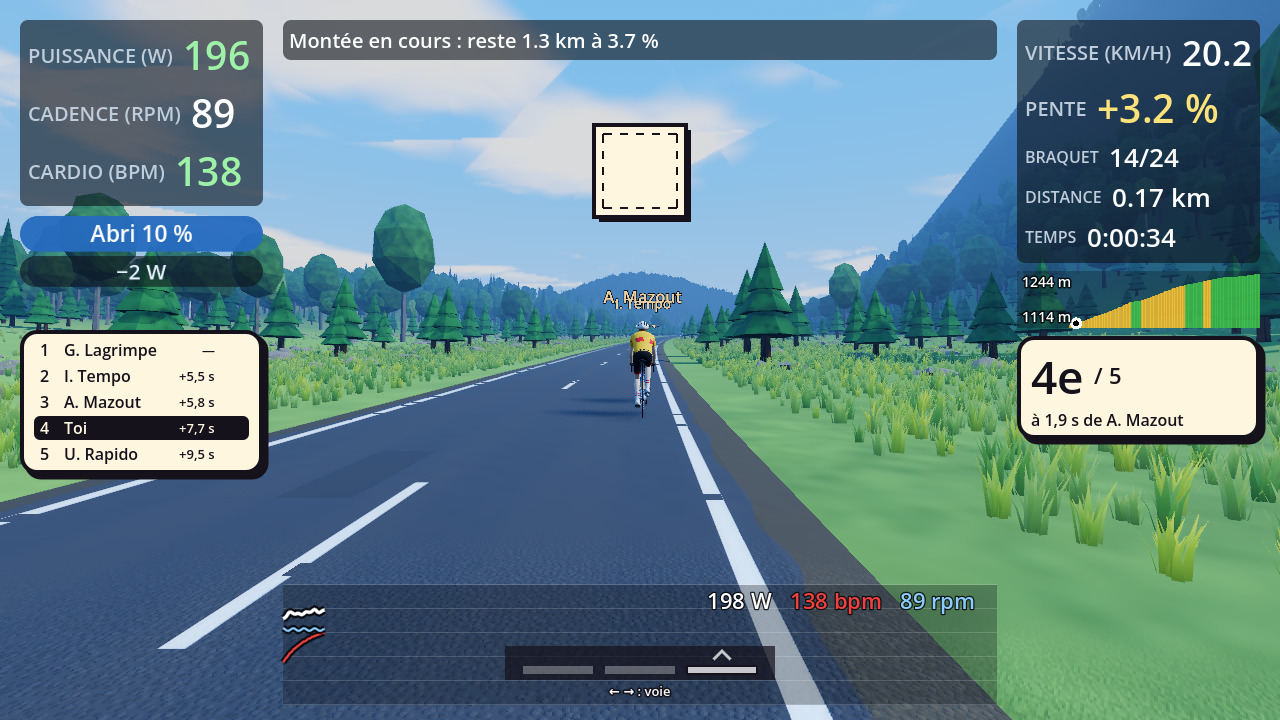 PUISSANCE (W) 196
CADENCE (RPM) 89
CARDIO (BPM) 138
Abri 10 %
−2 W
1 G. Lagrimpe —
2 I. Tempo +5,5 s
3 A. Mazout +5,8 s
4 Toi +7,7 s
5 U. Rapido +9,5 s
Montée en cours : reste 1.3 km à 3.7 %
A. Mazout
I. Tempo
VITESSE (KM/H) 20.2
PENTE +3.2 %
BRAQUET 14/24
DISTANCE 0.17 km
TEMPS 0:00:34
1244 m
1114 m
4e / 5
à 1,9 s de A. Mazout
198 W 138 bpm 89 rpm
← → : voie